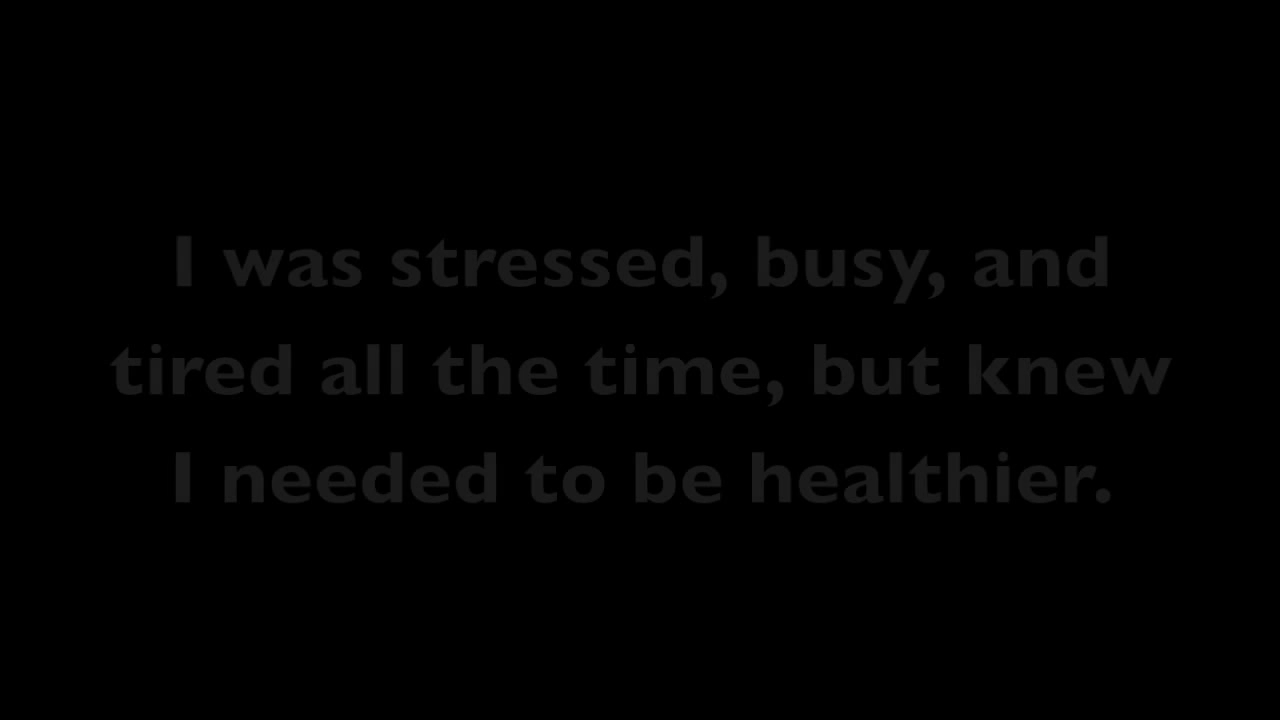 I was stressed, busy, and
tired all the time, but knew
I needed to be healthier.